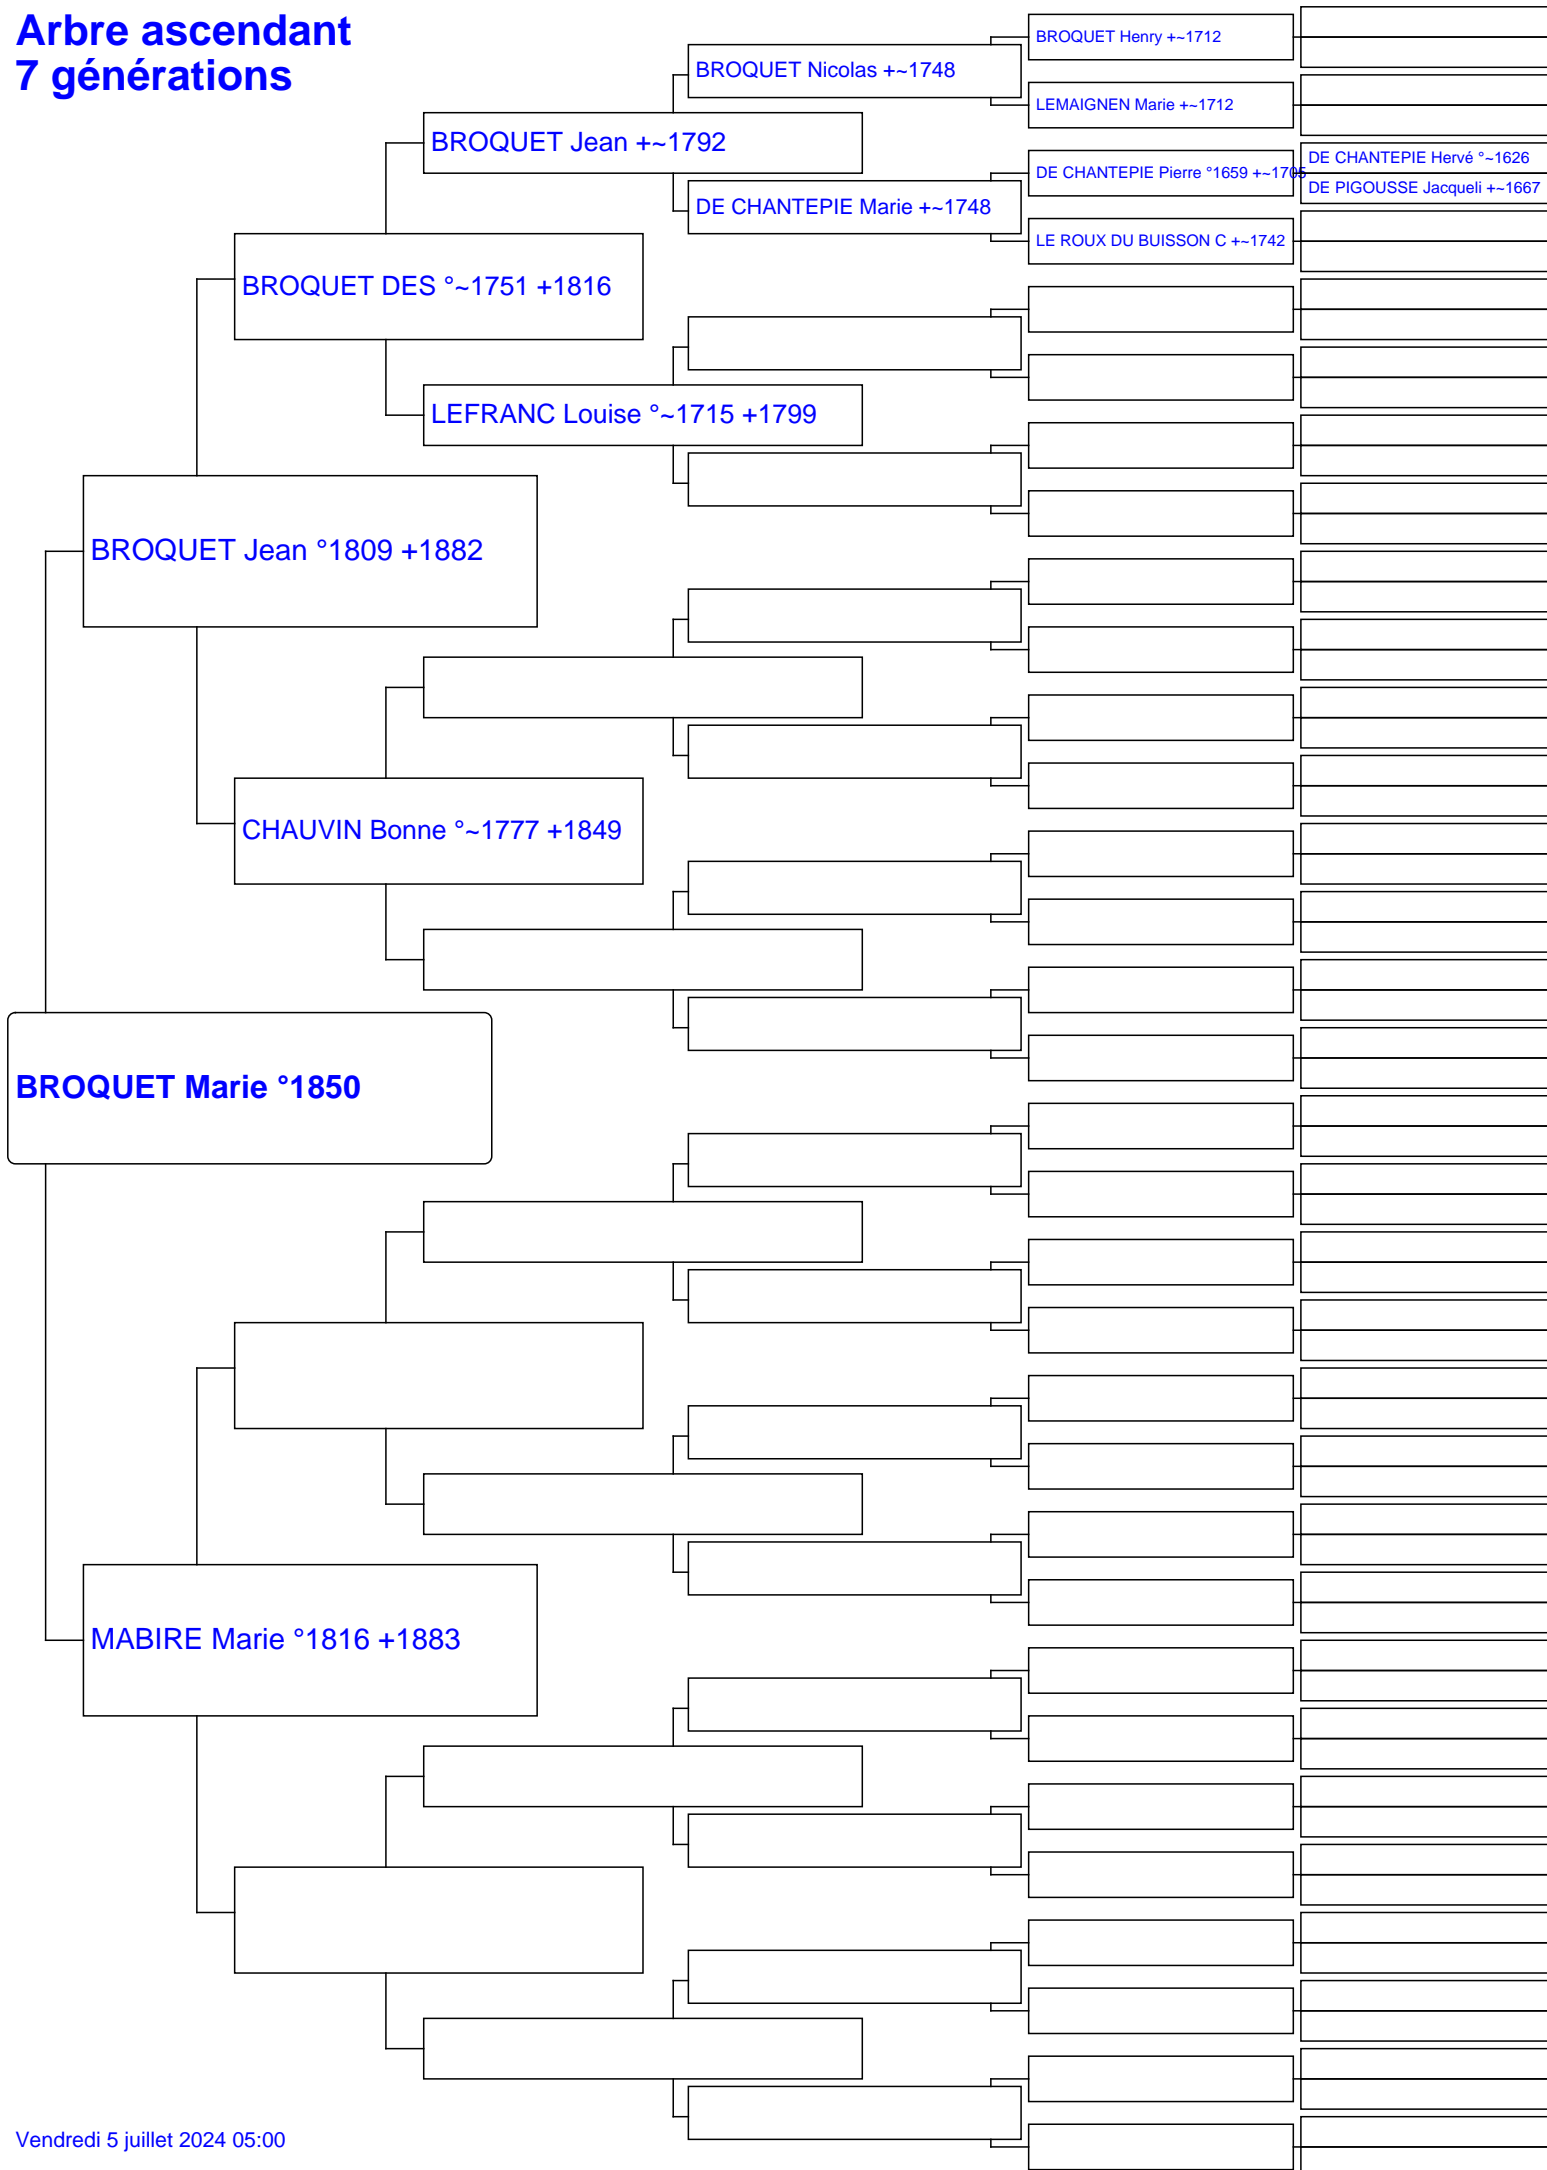 Arbre ascendant
7 générations
BROQUET Henry +~1712
BROQUET Nicolas +~1748
LEMAIGNEN Marie +~1712
BROQUET Jean +~1792
DE CHANTEPIE Hervé °~1626
DE CHANTEPIE Pierre °1659 +~1705
DE PIGOUSSE Jacqueli +~1667
DE CHANTEPIE Marie +~1748
LE ROUX DU BUISSON C +~1742
BROQUET DES °~1751 +1816
LEFRANC Louise °~1715 +1799
BROQUET Jean °1809 +1882
CHAUVIN Bonne °~1777 +1849
BROQUET Marie °1850
MABIRE Marie °1816 +1883
Vendredi 5 juillet 2024 05:00